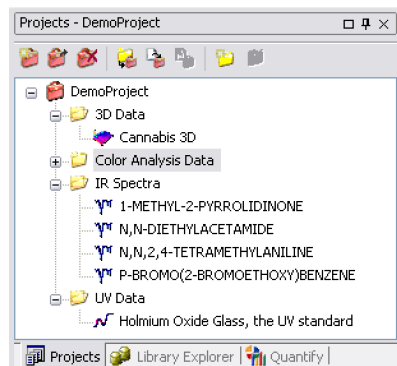 Projects - DemoProject
DemoProject
3D Data
Cannabis 3D
Color Analysis Data
IR Spectra
1-METHYL-2-PYRROLIDINONE
N,N-DIETHYLACETAMIDE
N,N,2,4-TETRAMETHYLANILINE
P-BROMO(2-BROMOETHOXY)BENZENE
UV Data
Holmium Oxide Glass, the UV standard
Projects Library Explorer Quantify